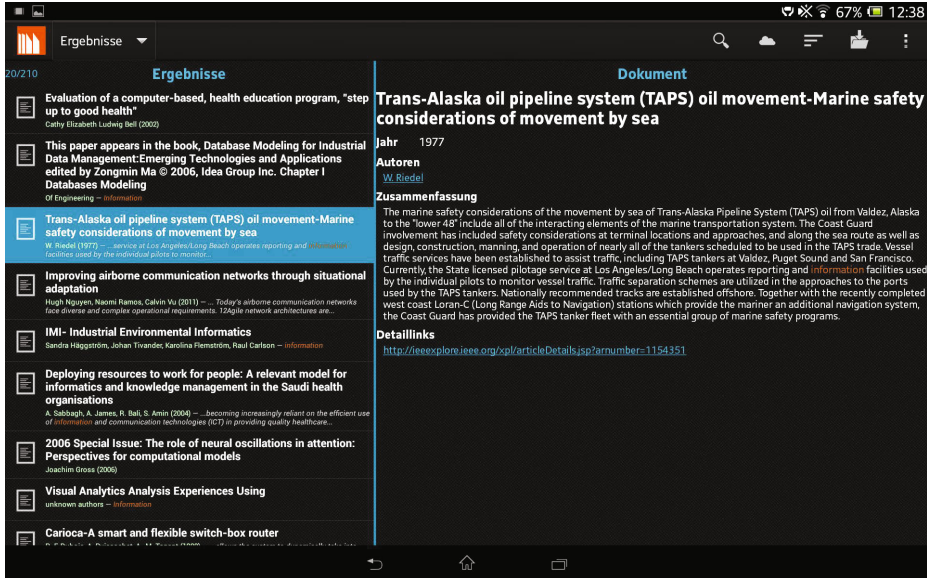 67% 12:38
Ergebnisse
20/210
Ergebnisse
Evaluation of a computer-based, health education program, "step
up to good health"
Cathy Elizabeth Ludwig Bell (2002)
This paper appears in the book, Database Modeling for Industrial
Data Management:Emerging Technologies and Applications
edited by Zongmin Ma © 2006, Idea Group Inc. Chapter I
Databases Modeling
Of Engineering — Information
Trans-Alaska oil pipeline system (TAPS) oil movement-Marine
safety considerations of movement by sea
W. Riedel (1977) — ...service at Los Angeles/Long Beach operates reporting and information
facilities used by the individual pilots to monitor...
Improving airborne communication networks through situational
adaptation
Hugh Nguyen, Naomi Ramos, Calvin Vu (2011) — ... Today's airborne communication networks
face diverse and complex operational requirements. 12Agile network architectures are...
IMI- Industrial Environmental Informatics
Sandra Häggström, Johan Tivander, Karolina Flemström, Raul Carlson — Information
Deploying resources to work for people: A relevant model for
informatics and knowledge management in the Saudi health
organisations
A. Sabbagh, A. James, R. Bali, S. Amin (2004) — ...becoming increasingly reliant on the efficient use
of information and communication technologies (ICT) in providing quality healthcare...
2006 Special Issue: The role of neural oscillations in attention:
Perspectives for computational models
Joachim Gross (2006)
Visual Analytics Analysis Experiences Using
unknown authors — Information
Carioca-A smart and flexible switch-box router
Dokument
Trans-Alaska oil pipeline system (TAPS) oil movement-Marine safety
considerations of movement by sea
Jahr 1977
Autoren
W. Riedel
Zusammenfassung
The marine safety considerations of the movement by sea of Trans-Alaska Pipeline System (TAPS) oil from Valdez, Alaska
to the "lower 48" include all of the interacting elements of the marine transportation system. The Coast Guard
involvement has included safety considerations at terminal locations and approaches, and along the sea route as well as
design, construction, manning, and operation of nearly all of the tankers scheduled to be used in the TAPS trade. Vessel
traffic services have been established to assist traffic, including TAPS tankers at Valdez, Puget Sound and San Francisco.
Currently, the State licensed pilotage service at Los Angeles/Long Beach operates reporting and information facilities used
by the individual pilots to monitor vessel traffic. Traffic separation schemes are utilized in the approaches to the ports
used by the TAPS tankers. Nationally recommended tracks are established offshore. Together with the recently completed
west coast Loran-C (Long Range Aids to Navigation) stations which provide the mariner an additional navigation system,
the Coast Guard has provided the TAPS tanker fleet with an essential group of marine safety programs.
Detaillinks
http://ieeexplore.ieee.org/xpl/articleDetails.jsp?arnumber=1154351